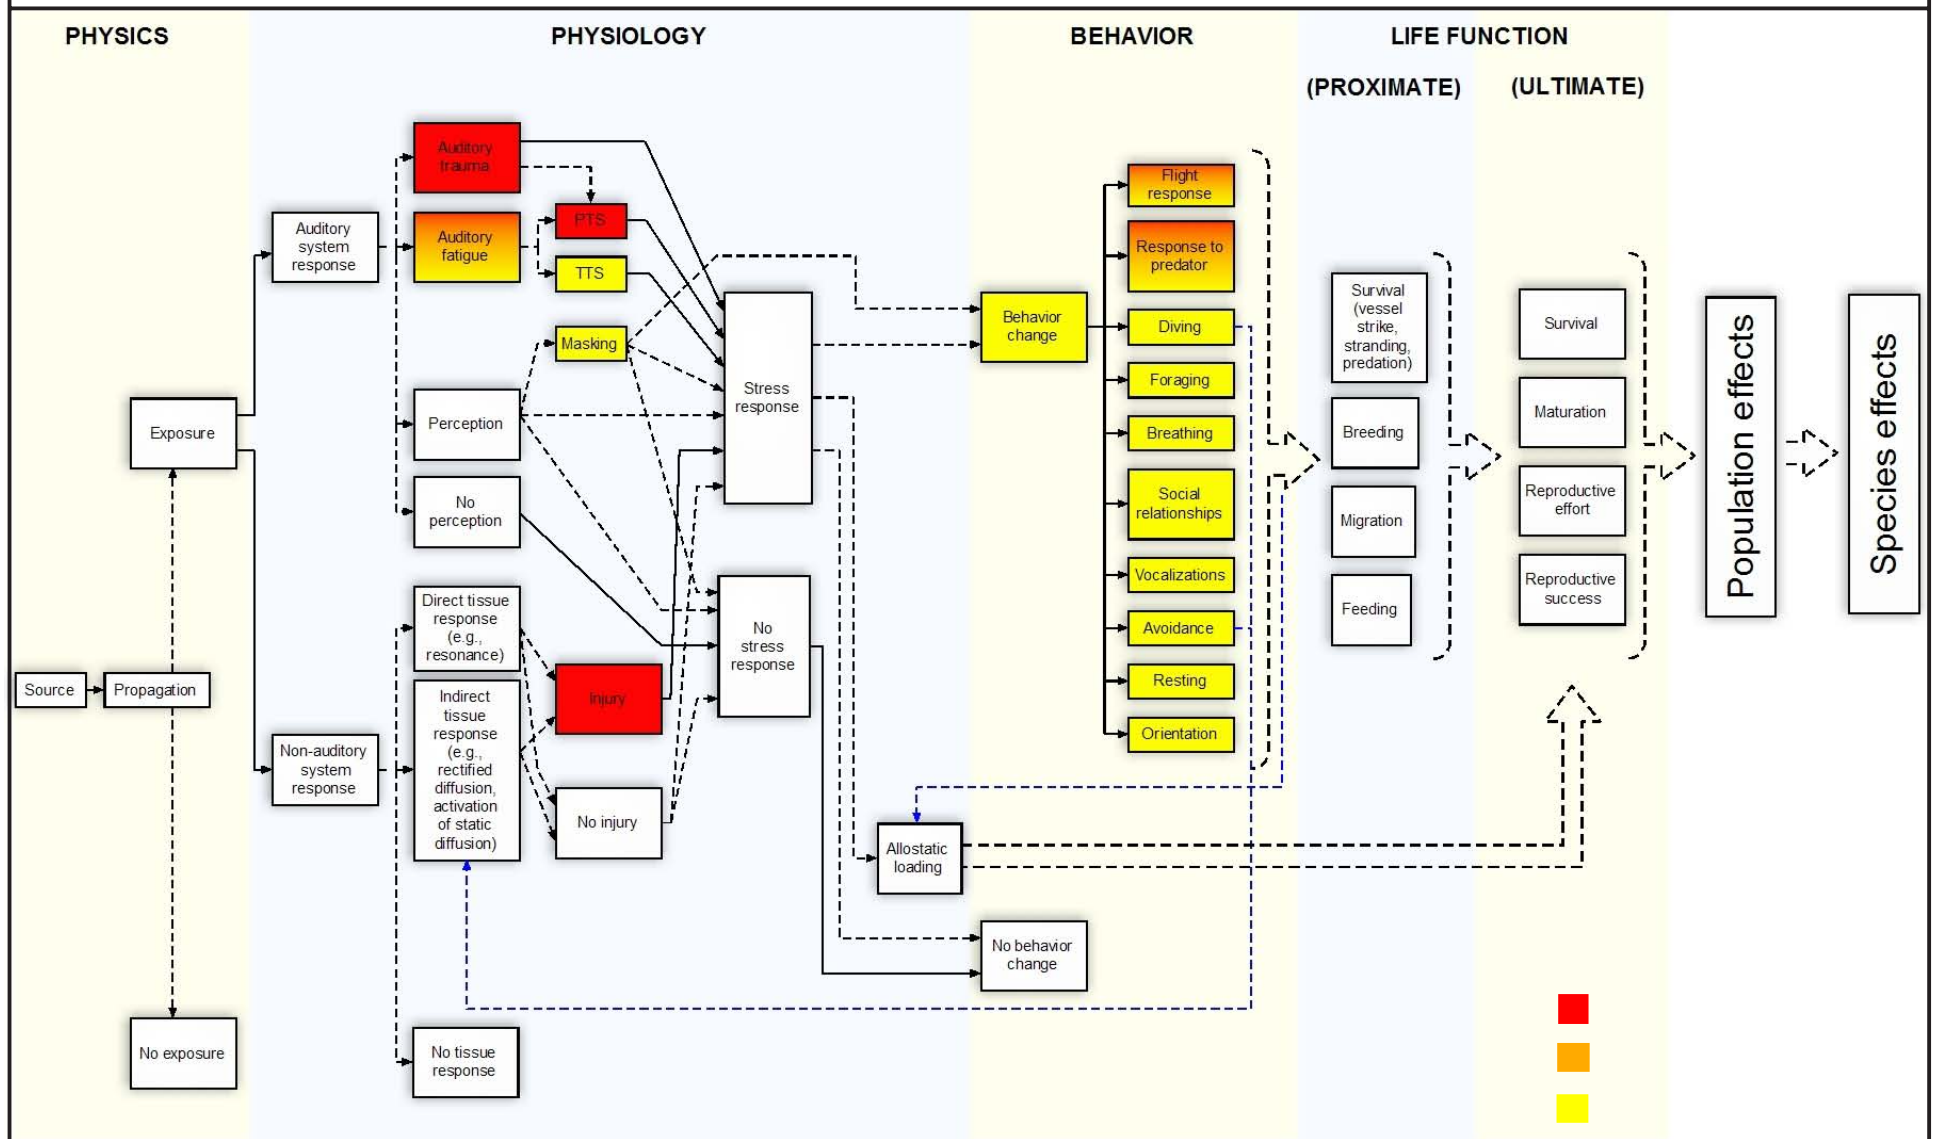 PHYSICS
PHYSIOLOGY
BEHAVIOR
LIFE FUNCTION
(PROXIMATE)
(ULTIMATE)
Source
Propagation
Exposure
No exposure
Auditory
system
response
Non-auditory
system
response
Auditory
trauma
Auditory
fatigue
PTS
TTS
Masking
Perception
No
perception
Direct tissue
response
(e.g.,
resonance)
Indirect
tissue
response
(e.g.,
rectified
diffusion,
activation
of static
diffusion)
Injury
No injury
No tissue
response
Stress
response
No
stress
response
Allostatic
loading
Behavior
change
No behavior
change
Flight
response
Response to
predator
Diving
Foraging
Breathing
Social
relationships
Vocalizations
Avoidance
Resting
Orientation
Survival
(vessel
strike,
stranding,
predation)
Breeding
Migration
Feeding
Survival
Maturation
Reproductive
effort
Reproductive
success
Population effects
Species effects